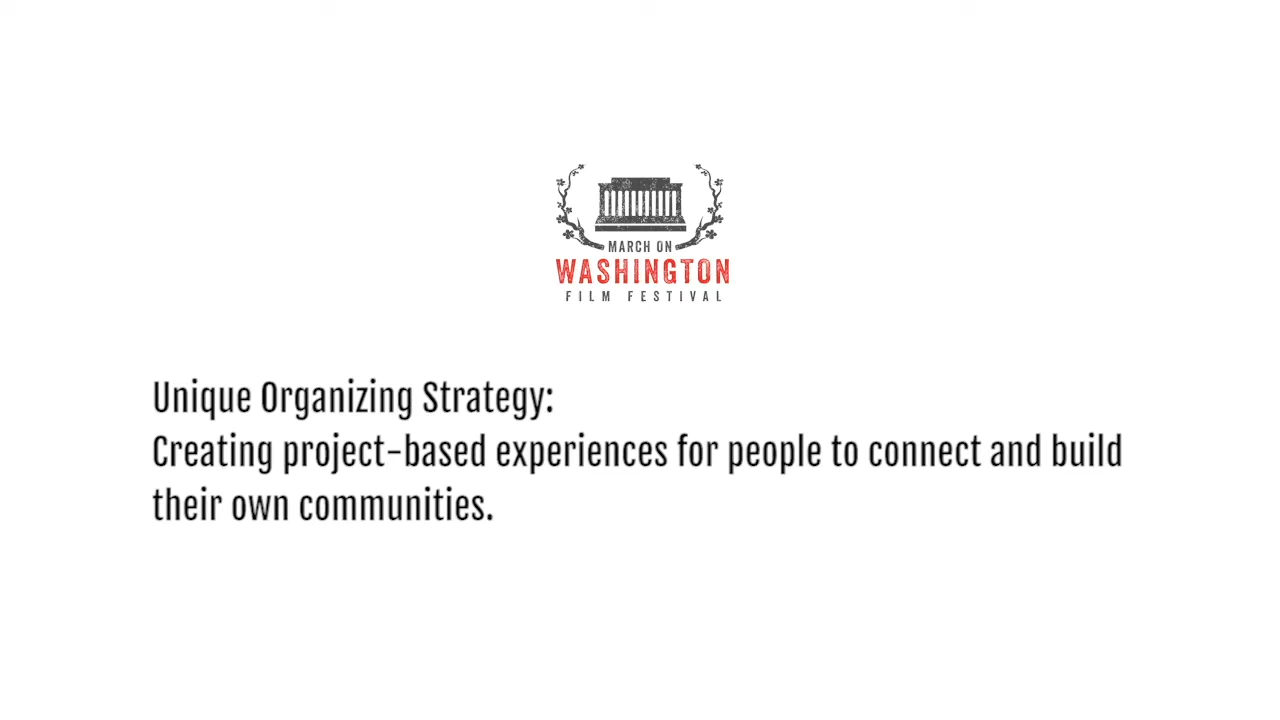 MARCH ON
WASHINGTON
FILM FESTIVAL
Unique Organizing Strategy:
Creating project-based experiences for people to connect and build
their own communities.